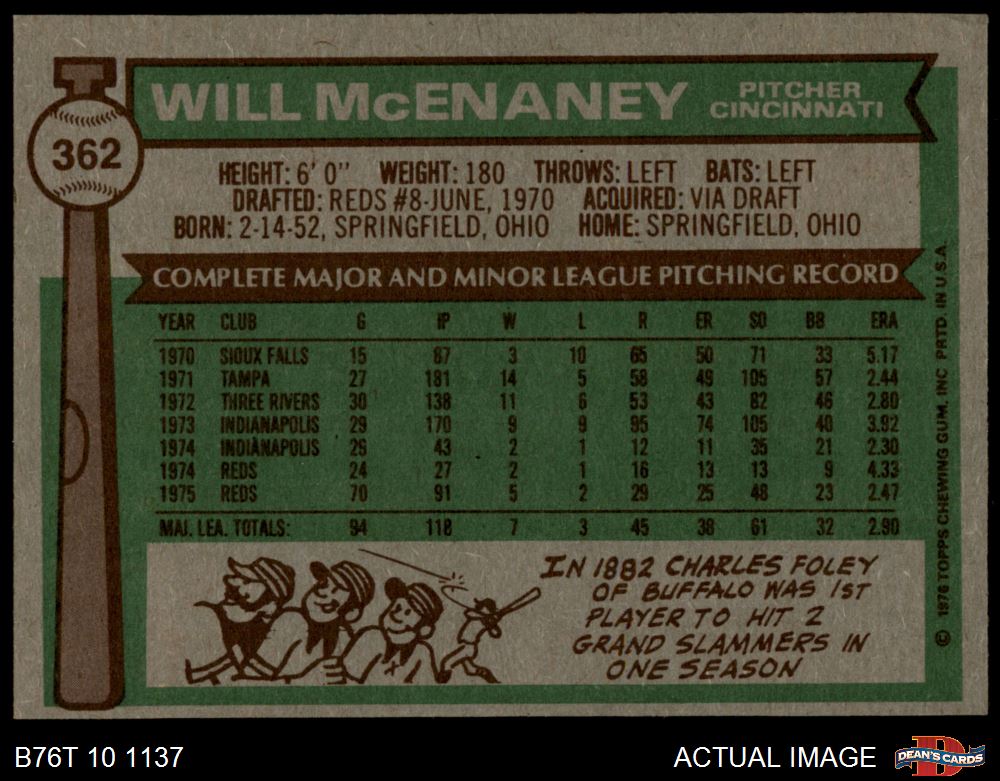 WILL McENANEY
PITCHER
CINCINNATI
362
HEIGHT: 6' 0" WEIGHT: 180 THROWS: LEFT BATS: LEFT
DRAFTED: REDS #8-JUNE, 1970 ACQUIRED: VIA DRAFT
BORN: 2-14-52, SPRINGFIELD, OHIO HOME: SPRINGFIELD, OHIO
COMPLETE MAJOR AND MINOR LEAGUE PITCHING RECORD
YEAR CLUB G IP W L R ER SO BB ERA
1970 SIOUX FALLS 15 87 3 10 65 50 71 33 5.17
1971 TAMPA 27 181 14 5 58 49 105 57 2.44
1972 THREE RIVERS 30 138 11 6 53 43 82 46 2.80
1973 INDIANAPOLIS 29 170 9 9 95 74 105 40 3.92
1974 INDIANAPOLIS 26 43 2 1 12 11 35 21 2.30
1974 REDS 24 27 2 1 16 13 13 9 4.33
1975 REDS 70 91 5 2 29 25 48 23 2.47
MAJ. LEA. TOTALS: 94 118 7 3 45 38 61 32 2.90
IN 1882 CHARLES FOLEY
OF BUFFALO WAS 1ST
PLAYER TO HIT 2
GRAND SLAMMERS IN
ONE SEASON
© 1976 TOPPS CHEWING GUM, INC PRTD. IN U.S.A
B76T 10 1137
ACTUAL IMAGE
D
DEAN'S CARDS